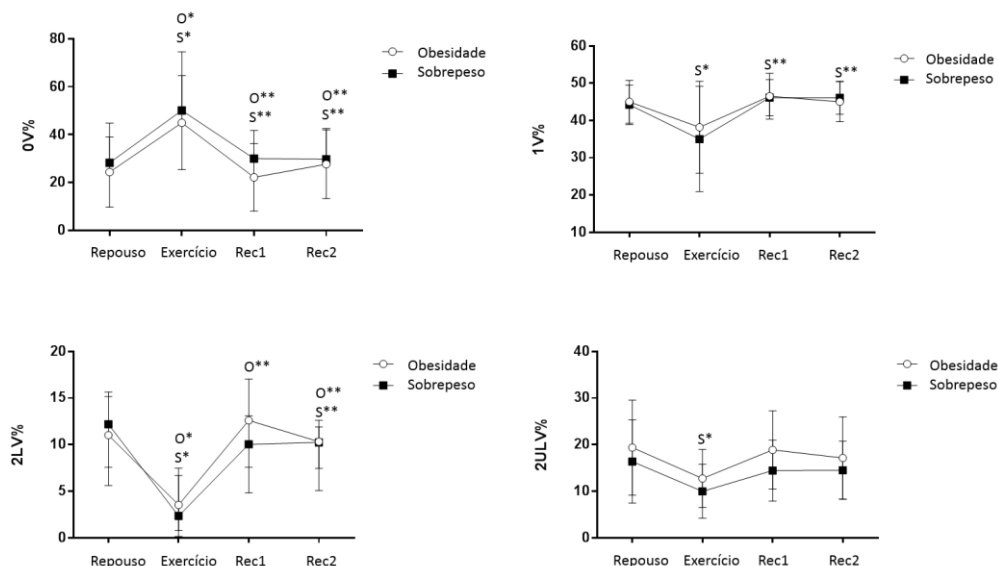 O*
S*
80
60
40
20
0
0V%
O**
S**
O**
S**
Obesidade
Sobrepeso
Repouso Exercício Rec1 Rec2
60
50
40
30
20
10
1V%
S*
S**
S**
Obesidade
Sobrepeso
Repouso Exercício Rec1 Rec2
20
15
10
5
0
2LV%
O*
S*
O**
O**
S**
Obesidade
Sobrepeso
Repouso Exercício Rec1 Rec2
40
30
20
10
0
2ULV%
S*
Obesidade
Sobrepeso
Repouso Exercício Rec1 Rec2